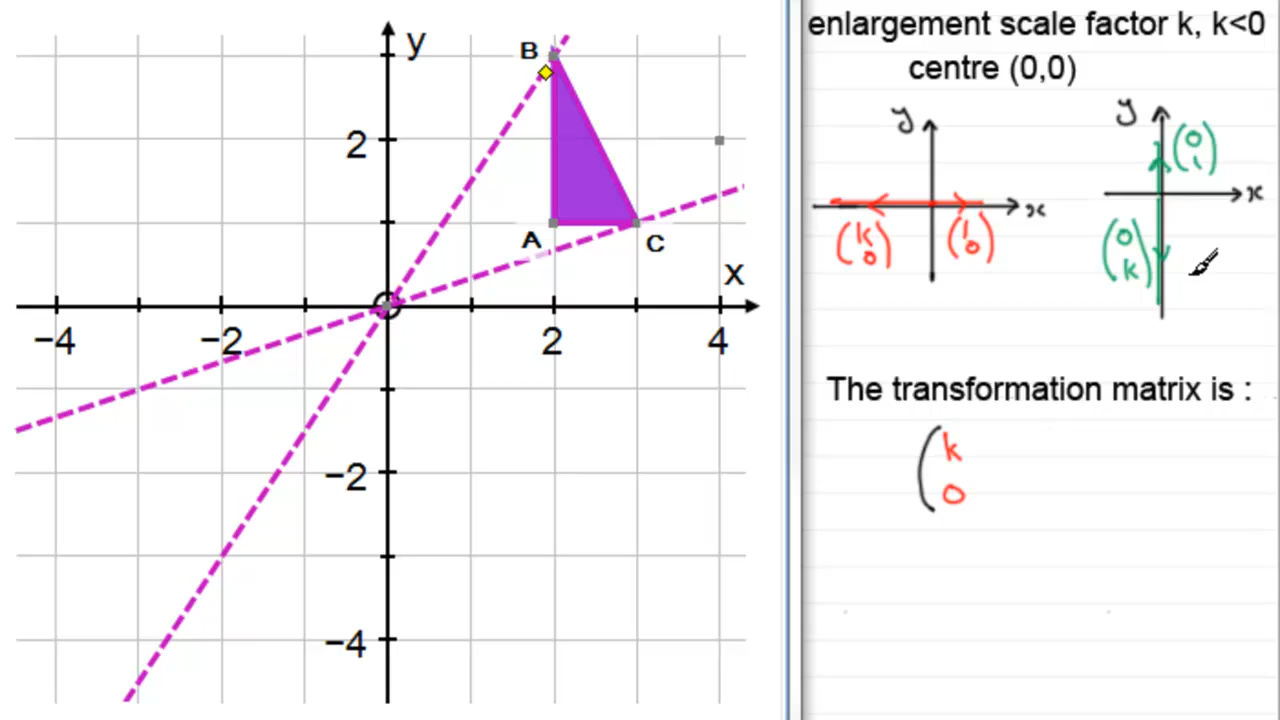 y
B
2
A
C
x
−4
−2
2
4
−2
−4
enlargement scale factor k, k<0
centre (0,0)
y
x
(k
0)
(1
0)
y
(0
1)
x
(0
k)
The transformation matrix is :
(k
0